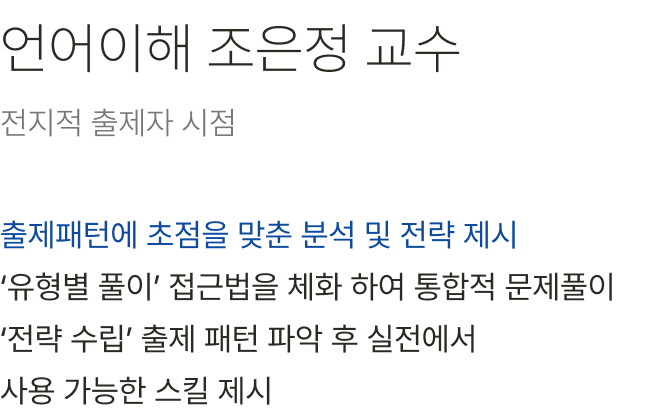 언어이해 조은정 교수
전지적 출제자 시점
출제패턴에 초점을 맞춘 분석 및 전략 제시
‘유형별 풀이’ 접근법을 체화 하여 통합적 문제풀이
‘전략 수립’ 출제 패턴 파악 후 실전에서
사용 가능한 스킬 제시